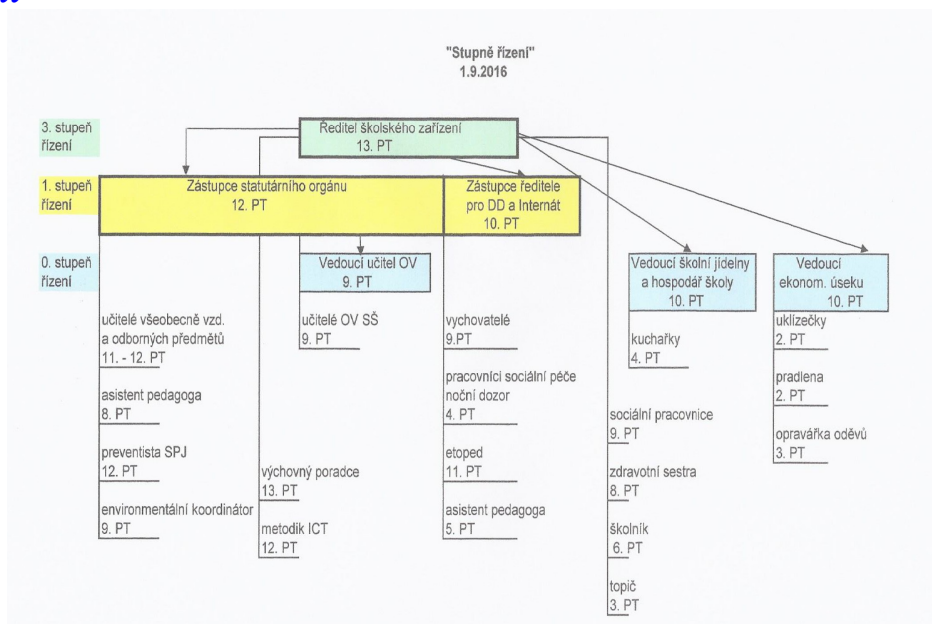 "Stupně řízení"
1.9.2016
3. stupeň
řízení
Ředitel školského zařízení
13. PT
1. stupeň
řízení
Zástupce statutárního orgánu
12. PT
Zástupce ředitele
pro DD a Internát
10. PT
0. stupeň
řízení
Vedoucí učitel OV
9. PT
Vedoucí školní jídelny
a hospodář školy
10. PT
Vedoucí
ekonom. úseku
10. PT
učitelé všeobecně vzd.
a odborných předmětů
11. - 12. PT
asistent pedagoga
8. PT
preventista SPJ
12. PT
environmentální koordinátor
9. PT
výchovný poradce
13. PT
metodik ICT
12. PT
učitelé OV SŠ
9. PT
vychovatelé
9.PT
pracovníci sociální péče
noční dozor
4. PT
etoped
11. PT
asistent pedagoga
5. PT
sociální pracovnice
9. PT
zdravotní sestra
8. PT
školník
6. PT
topič
3. PT
kuchařky
4. PT
uklízečky
2. PT
pradlena
2. PT
opravářka oděvů
3. PT